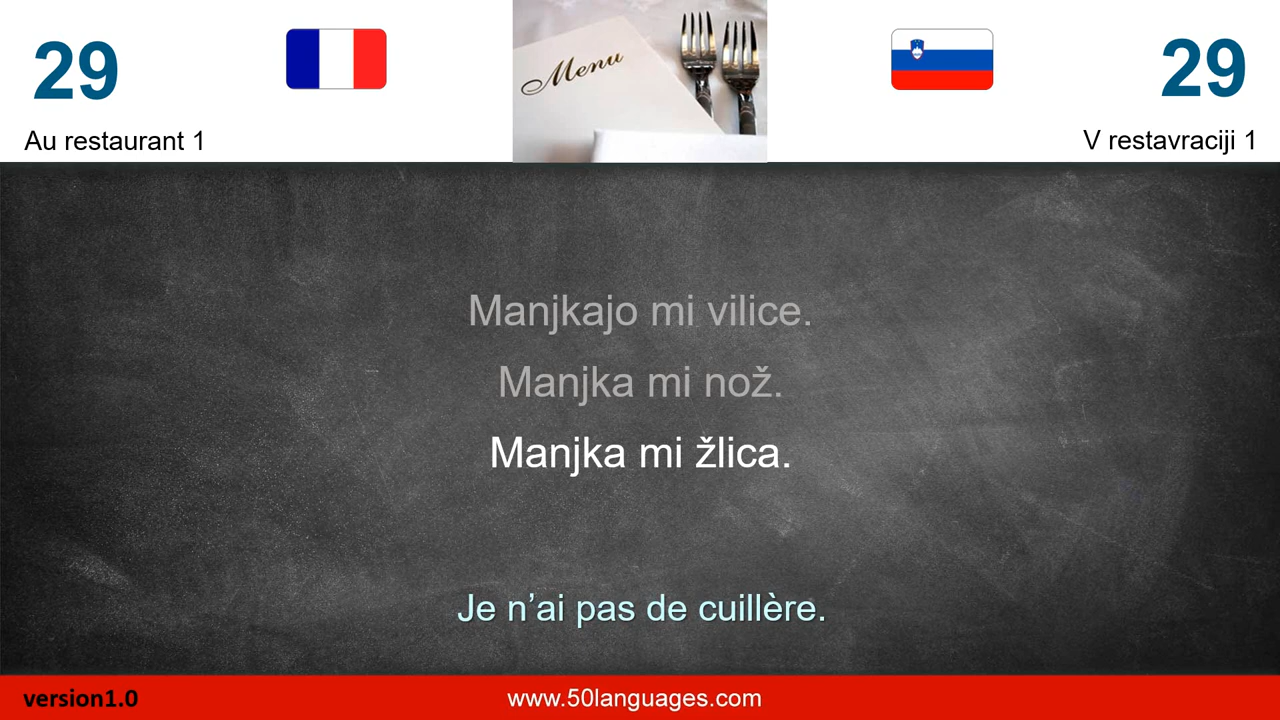 29
29
Au restaurant 1
Menu
V restavraciji 1
Manjkajo mi vilice.
Manjka mi nož.
Manjka mi žlica.
Je n’ai pas de cuillère.
version1.0
www.50languages.com